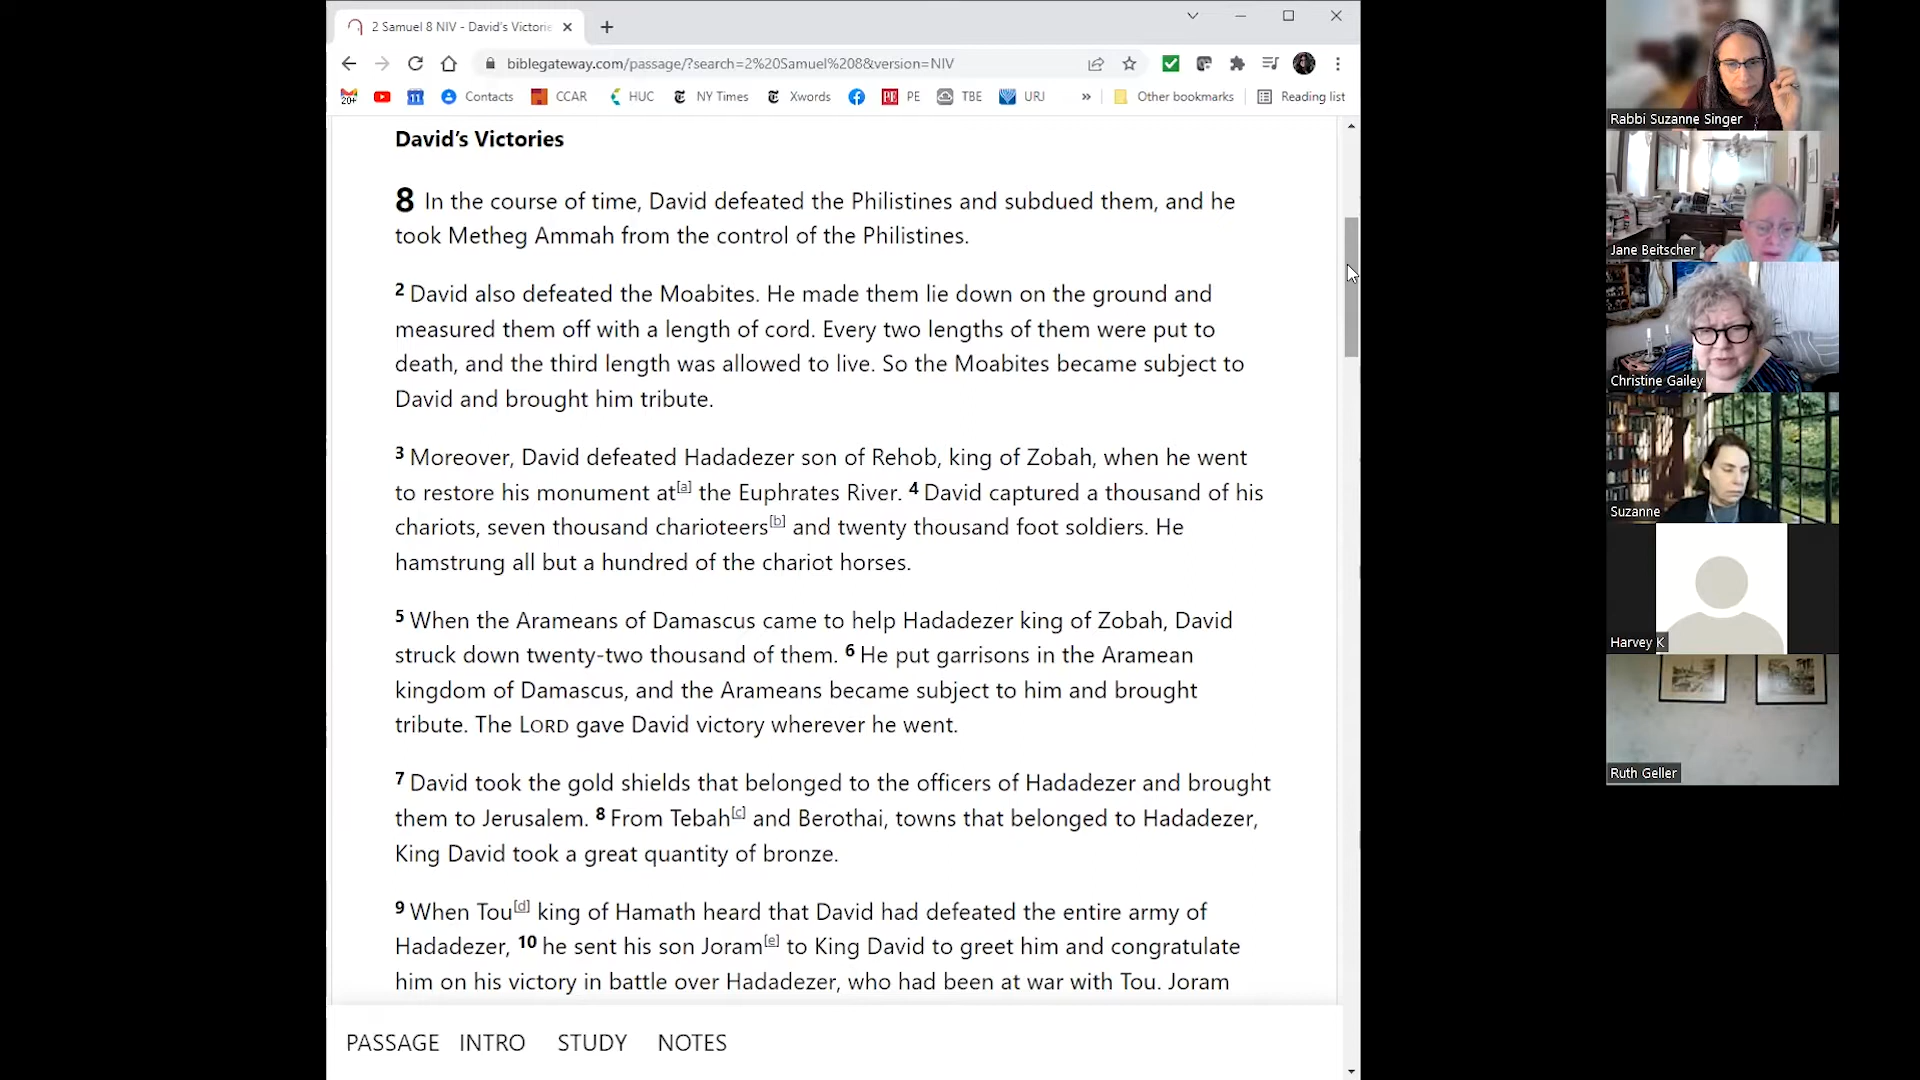 2 Samuel 8 NIV - David's Victorie
biblegateway.com/passage/?search=2%20Samuel%208&version=NIV
20+ 11 Contacts CCAR HUC NY Times Xwords PE PE TBE URJ » Other bookmarks Reading list
David's Victories
8 In the course of time, David defeated the Philistines and subdued them, and he
took Metheg Ammah from the control of the Philistines.
2 David also defeated the Moabites. He made them lie down on the ground and
measured them off with a length of cord. Every two lengths of them were put to
death, and the third length was allowed to live. So the Moabites became subject to
David and brought him tribute.
3 Moreover, David defeated Hadadezer son of Rehob, king of Zobah, when he went
to restore his monument at[a] the Euphrates River. 4 David captured a thousand of his
chariots, seven thousand charioteers[b] and twenty thousand foot soldiers. He
hamstrung all but a hundred of the chariot horses.
5 When the Arameans of Damascus came to help Hadadezer king of Zobah, David
struck down twenty-two thousand of them. 6 He put garrisons in the Aramean
kingdom of Damascus, and the Arameans became subject to him and brought
tribute. The LORD gave David victory wherever he went.
7 David took the gold shields that belonged to the officers of Hadadezer and brought
them to Jerusalem. 8 From Tebah[c] and Berothai, towns that belonged to Hadadezer,
King David took a great quantity of bronze.
9 When Tou[d] king of Hamath heard that David had defeated the entire army of
Hadadezer, 10 he sent his son Joram[e] to King David to greet him and congratulate
him on his victory in battle over Hadadezer, who had been at war with Tou. Joram
PASSAGE INTRO STUDY NOTES
Rabbi Suzanne Singer
Jane Beitscher
Christine Gailey
Suzanne
Harvey K
Ruth Geller